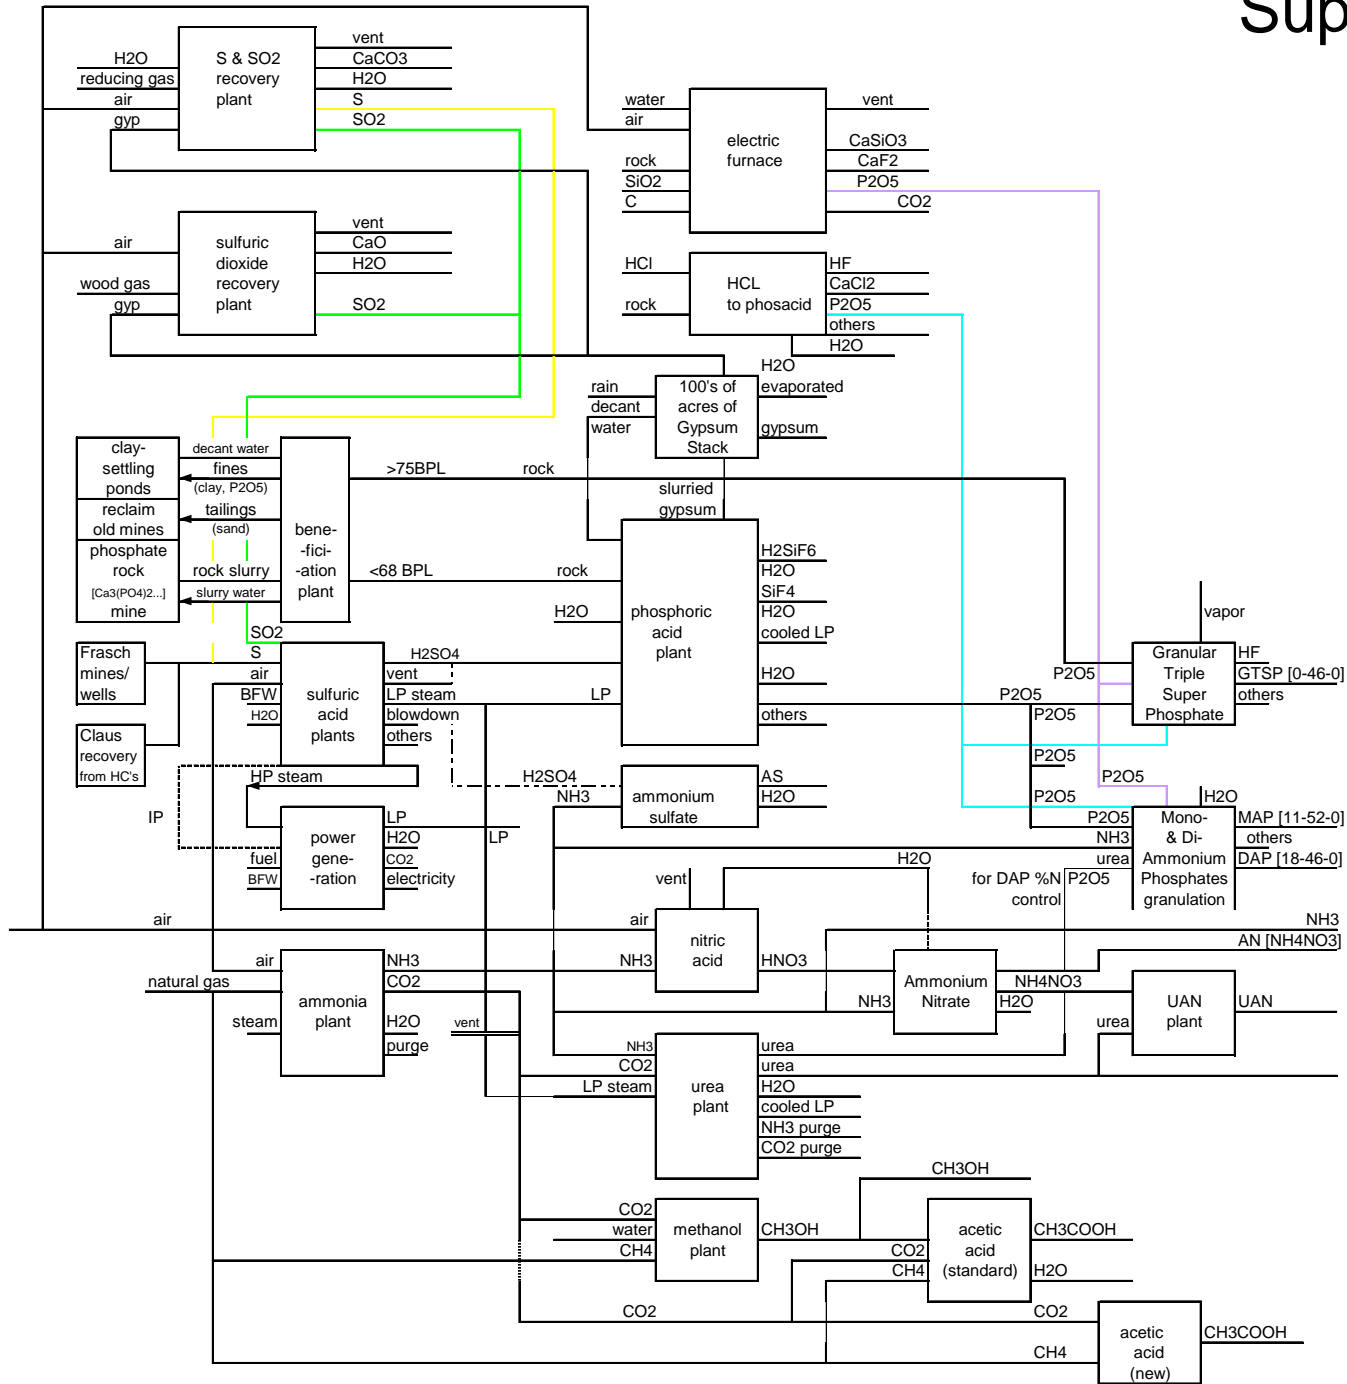 Sup
H2O
reducing gas
air
gyp
S & SO2
recovery
plant
vent
CaCO3
H2O
S
SO2
water
air
rock
SiO2
C
electric
furnace
vent
CaSiO3
CaF2
P2O5
CO2
air
wood gas
gyp
sulfuric
dioxide
recovery
plant
vent
CaO
H2O
SO2
HCl
rock
HCL
to phosacid
HF
CaCl2
P2O5
others
H2O
rain
decant
water
100's of
acres of
Gypsum
Stack
H2O
evaporated
gypsum
slurried
gypsum
clay-
settling
ponds
reclaim
old mines
phosphate
rock
[Ca3(PO4)2...]
mine
decant water
fines
(clay, P2O5)
tailings
(sand)
rock slurry
slurry water
bene-
-fici-
-ation
plant
>75BPL
rock
<68 BPL
rock
H2O
phosphoric
acid
plant
H2SiF6
H2O
SiF4
H2O
cooled LP
H2O
others
Frasch
mines/
wells
Claus
recovery
from HC's
SO2
S
air
BFW
H2O
sulfuric
acid
plants
H2SO4
vent
LP steam
blowdown
others
LP
HP steam
IP
H2SO4
NH3
ammonium
sulfate
AS
H2O
fuel
BFW
power
gene-
-ration
LP
H2O
CO2
electricity
LP
vapor
P2O5
P2O5
Granular
Triple
Super
Phosphate
HF
GTSP [0-46-0]
others
P2O5
P2O5
P2O5
P2O5
P2O5
NH3
urea
for DAP %N
control
P2O5
H2O
Mono-
& Di-
Ammonium
Phosphates
granulation
MAP [11-52-0]
others
DAP [18-46-0]
air
vent
H2O
air
NH3
nitric
acid
HNO3
NH3
AN [NH4NO3]
NH3
Ammonium
Nitrate
NH4NO3
H2O
urea
UAN
plant
UAN
air
natural gas
steam
ammonia
plant
NH3
CO2
H2O
purge
vent
NH3
CO2
LP steam
urea
plant
urea
urea
H2O
cooled LP
NH3 purge
CO2 purge
CO2
water
CH4
methanol
plant
CH3OH
CH3OH
CO2
CH4
acetic
acid
(standard)
CH3COOH
H2O
CO2
CO2
CH4
acetic
acid
(new)
CH3COOH